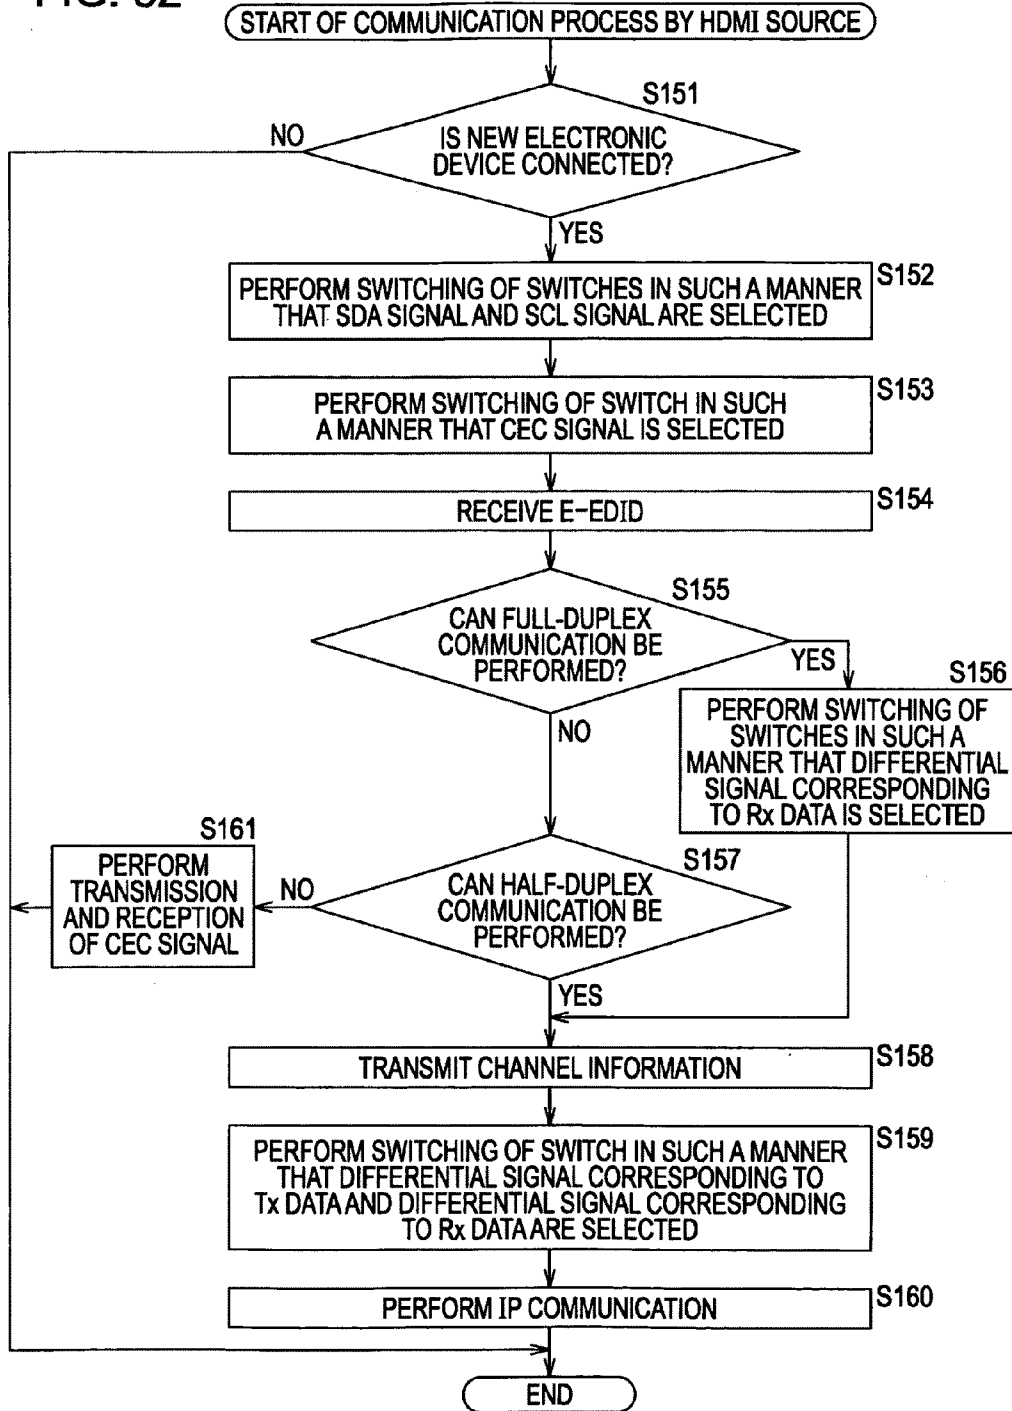 START OF COMMUNICATION PROCESS BY HDMI SOURCE
S151
NO
IS NEW ELECTRONIC
DEVICE CONNECTED?
YES
S152
PERFORM SWITCHING OF SWITCHES IN SUCH A MANNER
THAT SDA SIGNAL AND SCL SIGNAL ARE SELECTED
S153
PERFORM SWITCHING OF SWITCH IN SUCH
A MANNER THAT CEC SIGNAL IS SELECTED
S154
RECEIVE E-EDID
S155
CAN FULL-DUPLEX
COMMUNICATION BE
PERFORMED?
YES
S156
NO
PERFORM SWITCHING OF
SWITCHES IN SUCH A
MANNER THAT DIFFERENTIAL
SIGNAL CORRESPONDING
TO Rx DATA IS SELECTED
S161
PERFORM
TRANSMISSION
AND RECEPTION
OF CEC SIGNAL
NO
S157
CAN HALF-DUPLEX
COMMUNICATION BE
PERFORMED?
YES
S158
TRANSMIT CHANNEL INFORMATION
S159
PERFORM SWITCHING OF SWITCH IN SUCH A MANNER
THAT DIFFERENTIAL SIGNAL CORRESPONDING TO
Tx DATA AND DIFFERENTIAL SIGNAL CORRESPONDING
TO Rx DATA ARE SELECTED
S160
PERFORM IP COMMUNICATION
END